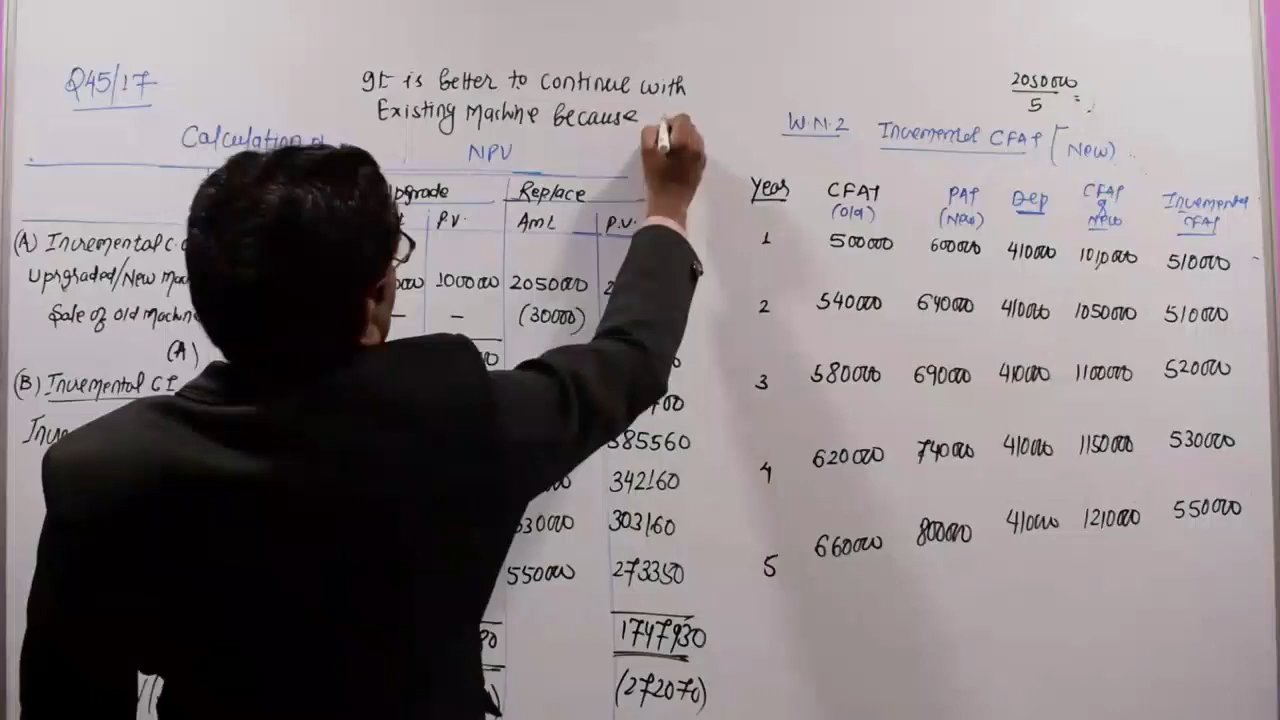 Q45/17
It is better to continue with
Existing Machine because
Calculation of NPV
Upgrade Replace
P.V. Amt P.V.
(A) Incremental C.O
Upgraded/New Mach 1000000 2050000
Sale of old Machine – – (30000)
(A)
(B) Incremental CF
385560
342160
530000 303160
550000 273350
1747930
(272070)
2050000
5 =
W.N.2 Incremental CFAT (New)
Year CFAT (old) PAT (New) Dep CFAT of New Incremental CFAT
1 500000 600000 410000 1010000 510000
2 540000 640000 410000 1050000 510000
3 580000 690000 410000 1100000 520000
4 620000 740000 410000 1150000 530000
5 660000 800000 410000 1210000 550000